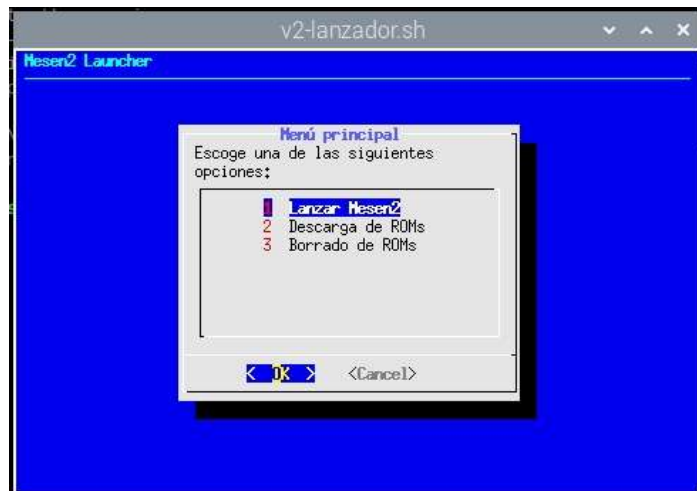 v2-lanzador.sh
Mesen2 Launcher
Menú principal
Escoge una de las siguientes
opciones:
1 Lanzar Mesen2
2 Descarga de ROMs
3 Borrado de ROMs
< OK > <Cancel>